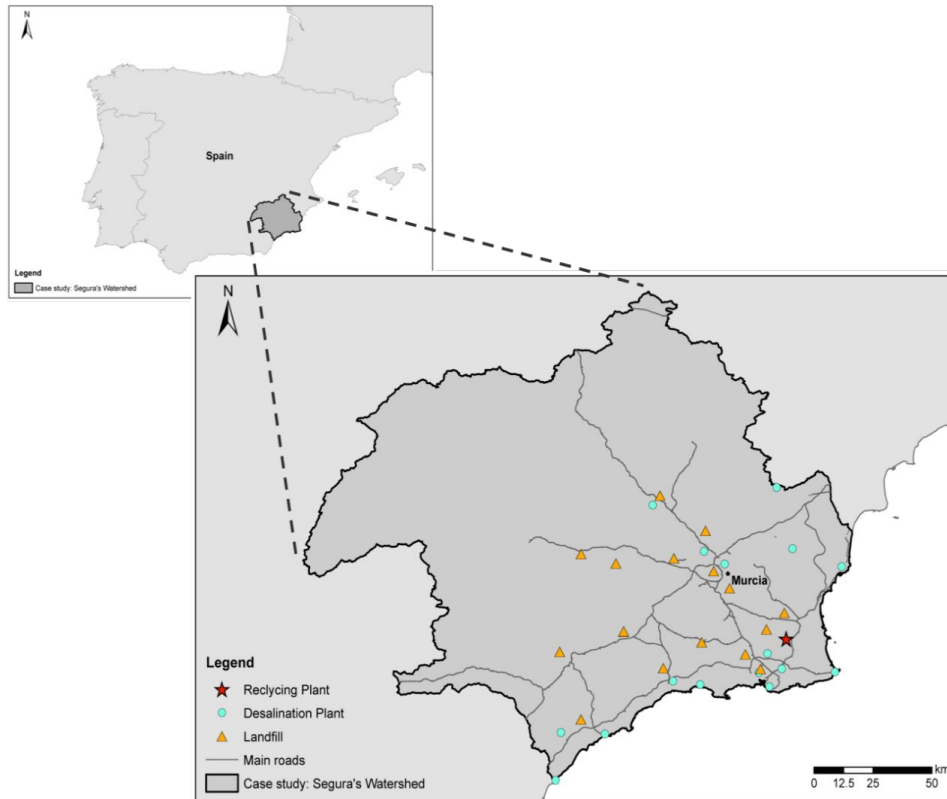 N
Spain
Legend
Case study: Segura's Watershed
N
Murcia
Legend
Reclycing Plant
Desalination Plant
Landfill
Main roads
Case study: Segura's Watershed
km
0 12.5 25 50